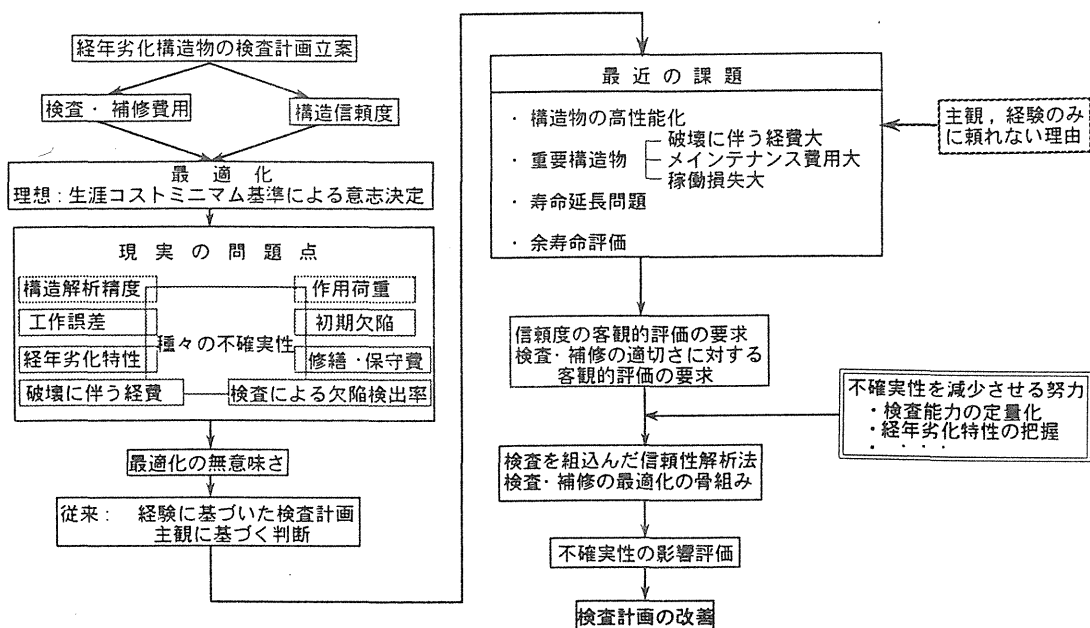 経年劣化構造物の検査計画立案
検査・補修費用
構造信頼度
最適化
理想：生涯コストミニマム基準による意志決定
現実の問題点
構造解析精度
作用荷重
工作誤差
初期欠陥
種々の不確実性
経年劣化特性
修繕・保守費
破壊に伴う経費
検査による欠陥検出率
最適化の無意味さ
従来： 経験に基づいた検査計画
主観に基づく判断
最近の課題
・構造物の高性能化
・重要構造物
破壊に伴う経費大
メインテナンス費用大
稼働損失大
・寿命延長問題
・余寿命評価
主観，経験のみ
に頼れない理由
信頼度の客観的評価の要求
検査・補修の適切さに対する
客観的評価の要求
不確実性を減少させる努力
・検査能力の定量化
・経年劣化特性の把握
・・・・
検査を組込んだ信頼性解析法
検査・補修の最適化の骨組み
不確実性の影響評価
検査計画の改善